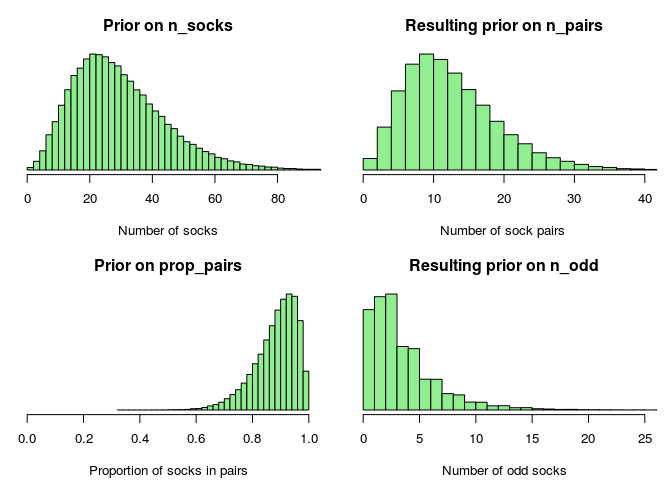 Prior on n_socks
0 20 40 60 80
Number of socks
Resulting prior on n_pairs
0 10 20 30 40
Number of sock pairs
Prior on prop_pairs
0.0 0.2 0.4 0.6 0.8 1.0
Proportion of socks in pairs
Resulting prior on n_odd
0 5 10 15 20 25
Number of odd socks